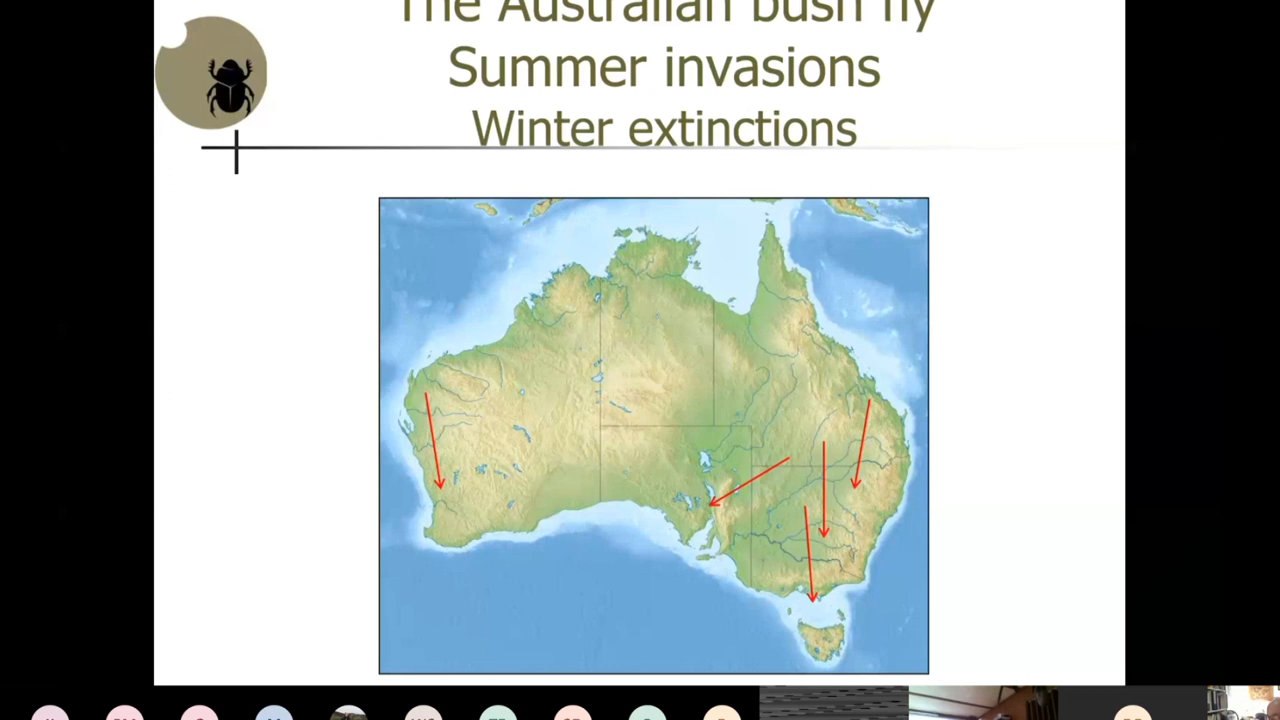 The Australian bush fly
Summer invasions
Winter extinctions